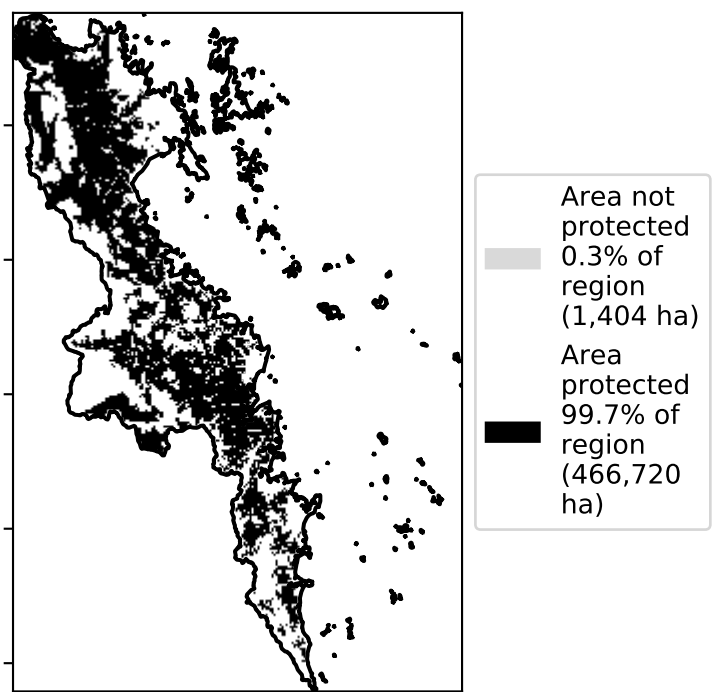 Area not
protected
0.3% of
region
(1,404 ha)
Area
protected
99.7% of
region
(466,720
ha)